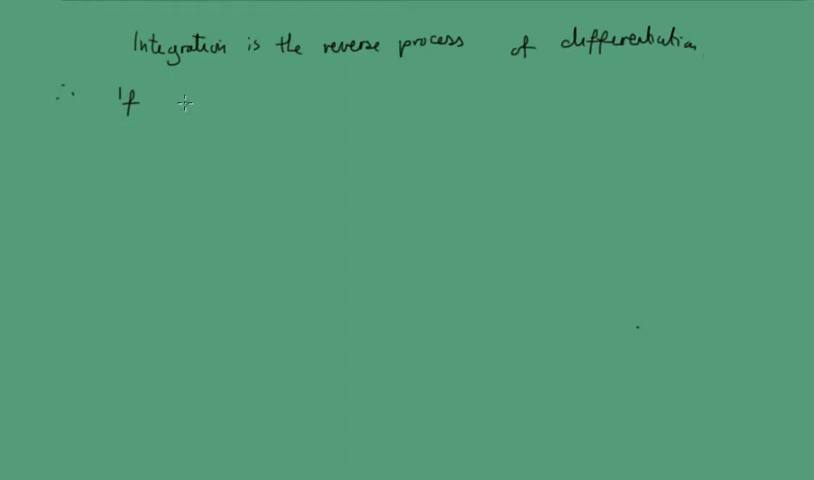 Integration is the reverse process of differentiation
∴ If